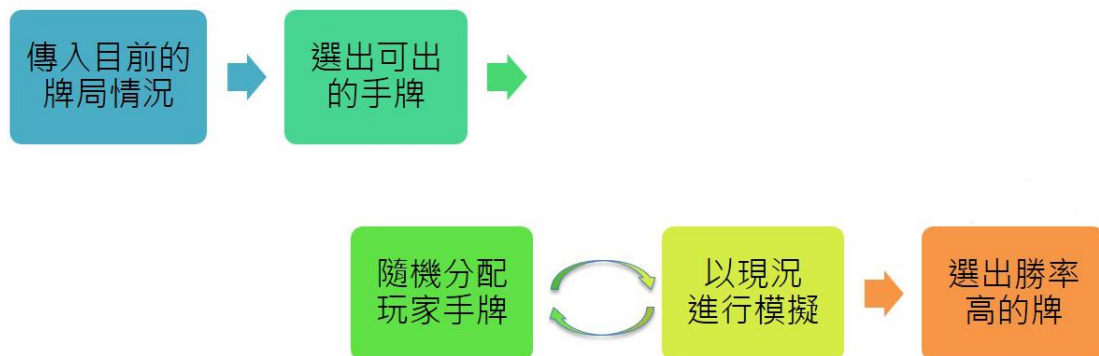 傳入目前的
牌局情況
選出可出
的手牌
隨機分配
玩家手牌
以現況
進行模擬
選出勝率
高的牌